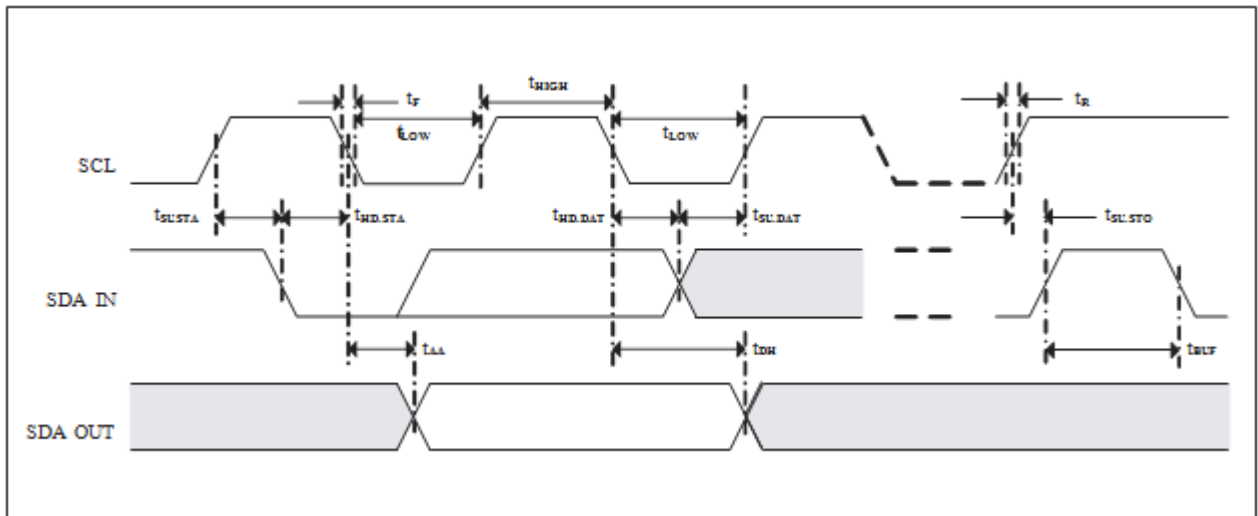 tF
tHIGH
tR
tLOW
tLOW
SCL
tSU.STA
tHD.STA
tHD.DAT
tSU.DAT
tSU.STO
SDA IN
tAA
tDH
tBUF
SDA OUT